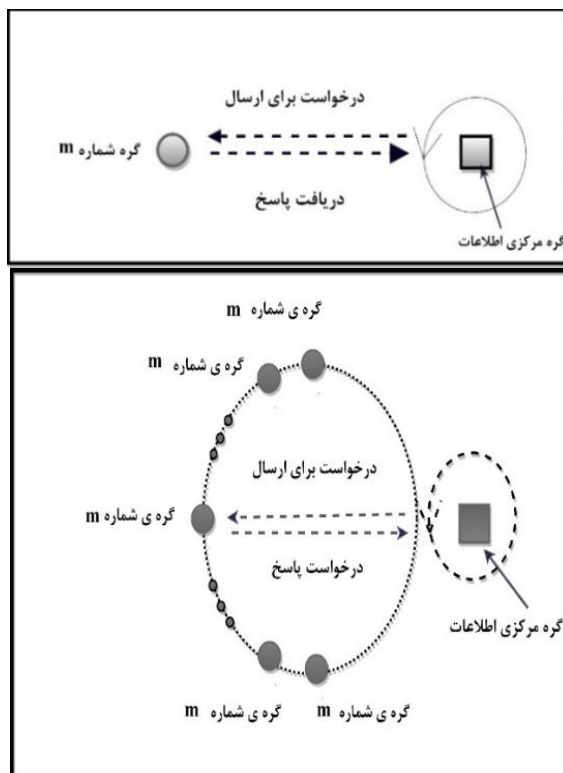 درخواست برای ارسال
گره شماره m
دریافت پاسخ
گره مرکزی اطلاعات
گره ی شماره m
گره ی شماره m
درخواست برای ارسال
گره ی شماره m
درخواست پاسخ
گره مرکزی اطلاعات
گره ی شماره m
گره ی شماره m